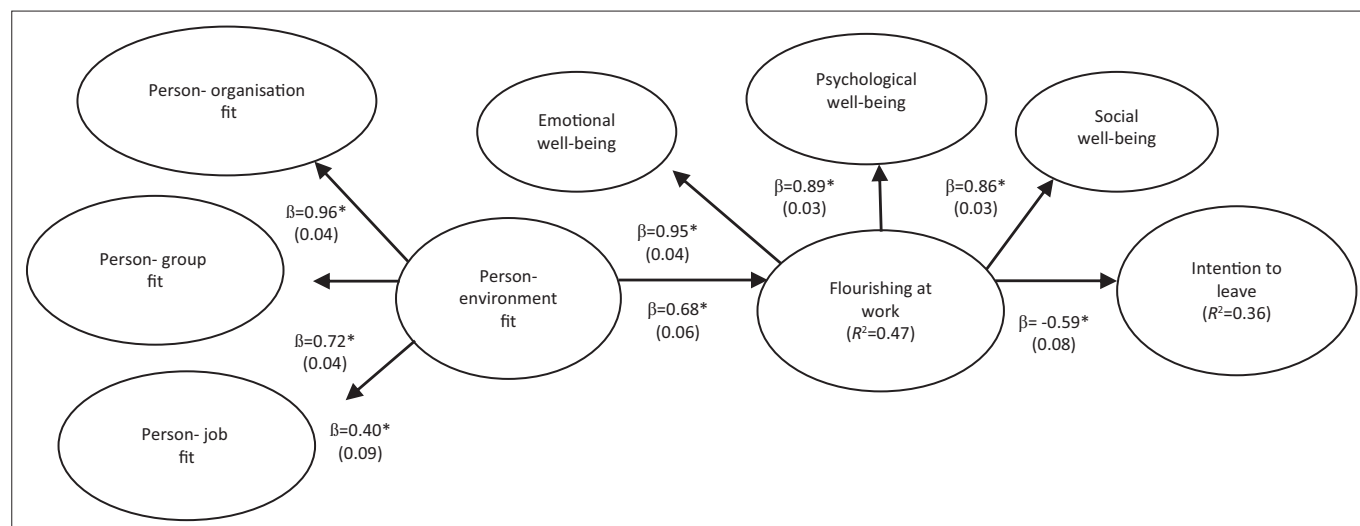 Person- organisation
fit
ß=0.96*
(0.04)
Person- group
fit
ß=0.72*
(0.04)
Person- job
fit
ß=0.40*
(0.09)
Person-
environment
fit
Emotional
well-being
β=0.95*
(0.04)
β=0.68*
(0.06)
Psychological
well-being
β=0.89*
(0.03)
Social
well-being
β=0.86*
(0.03)
Flourishing at
work
(R²=0.47)
β= -0.59*
(0.08)
Intention to
leave
(R²=0.36)